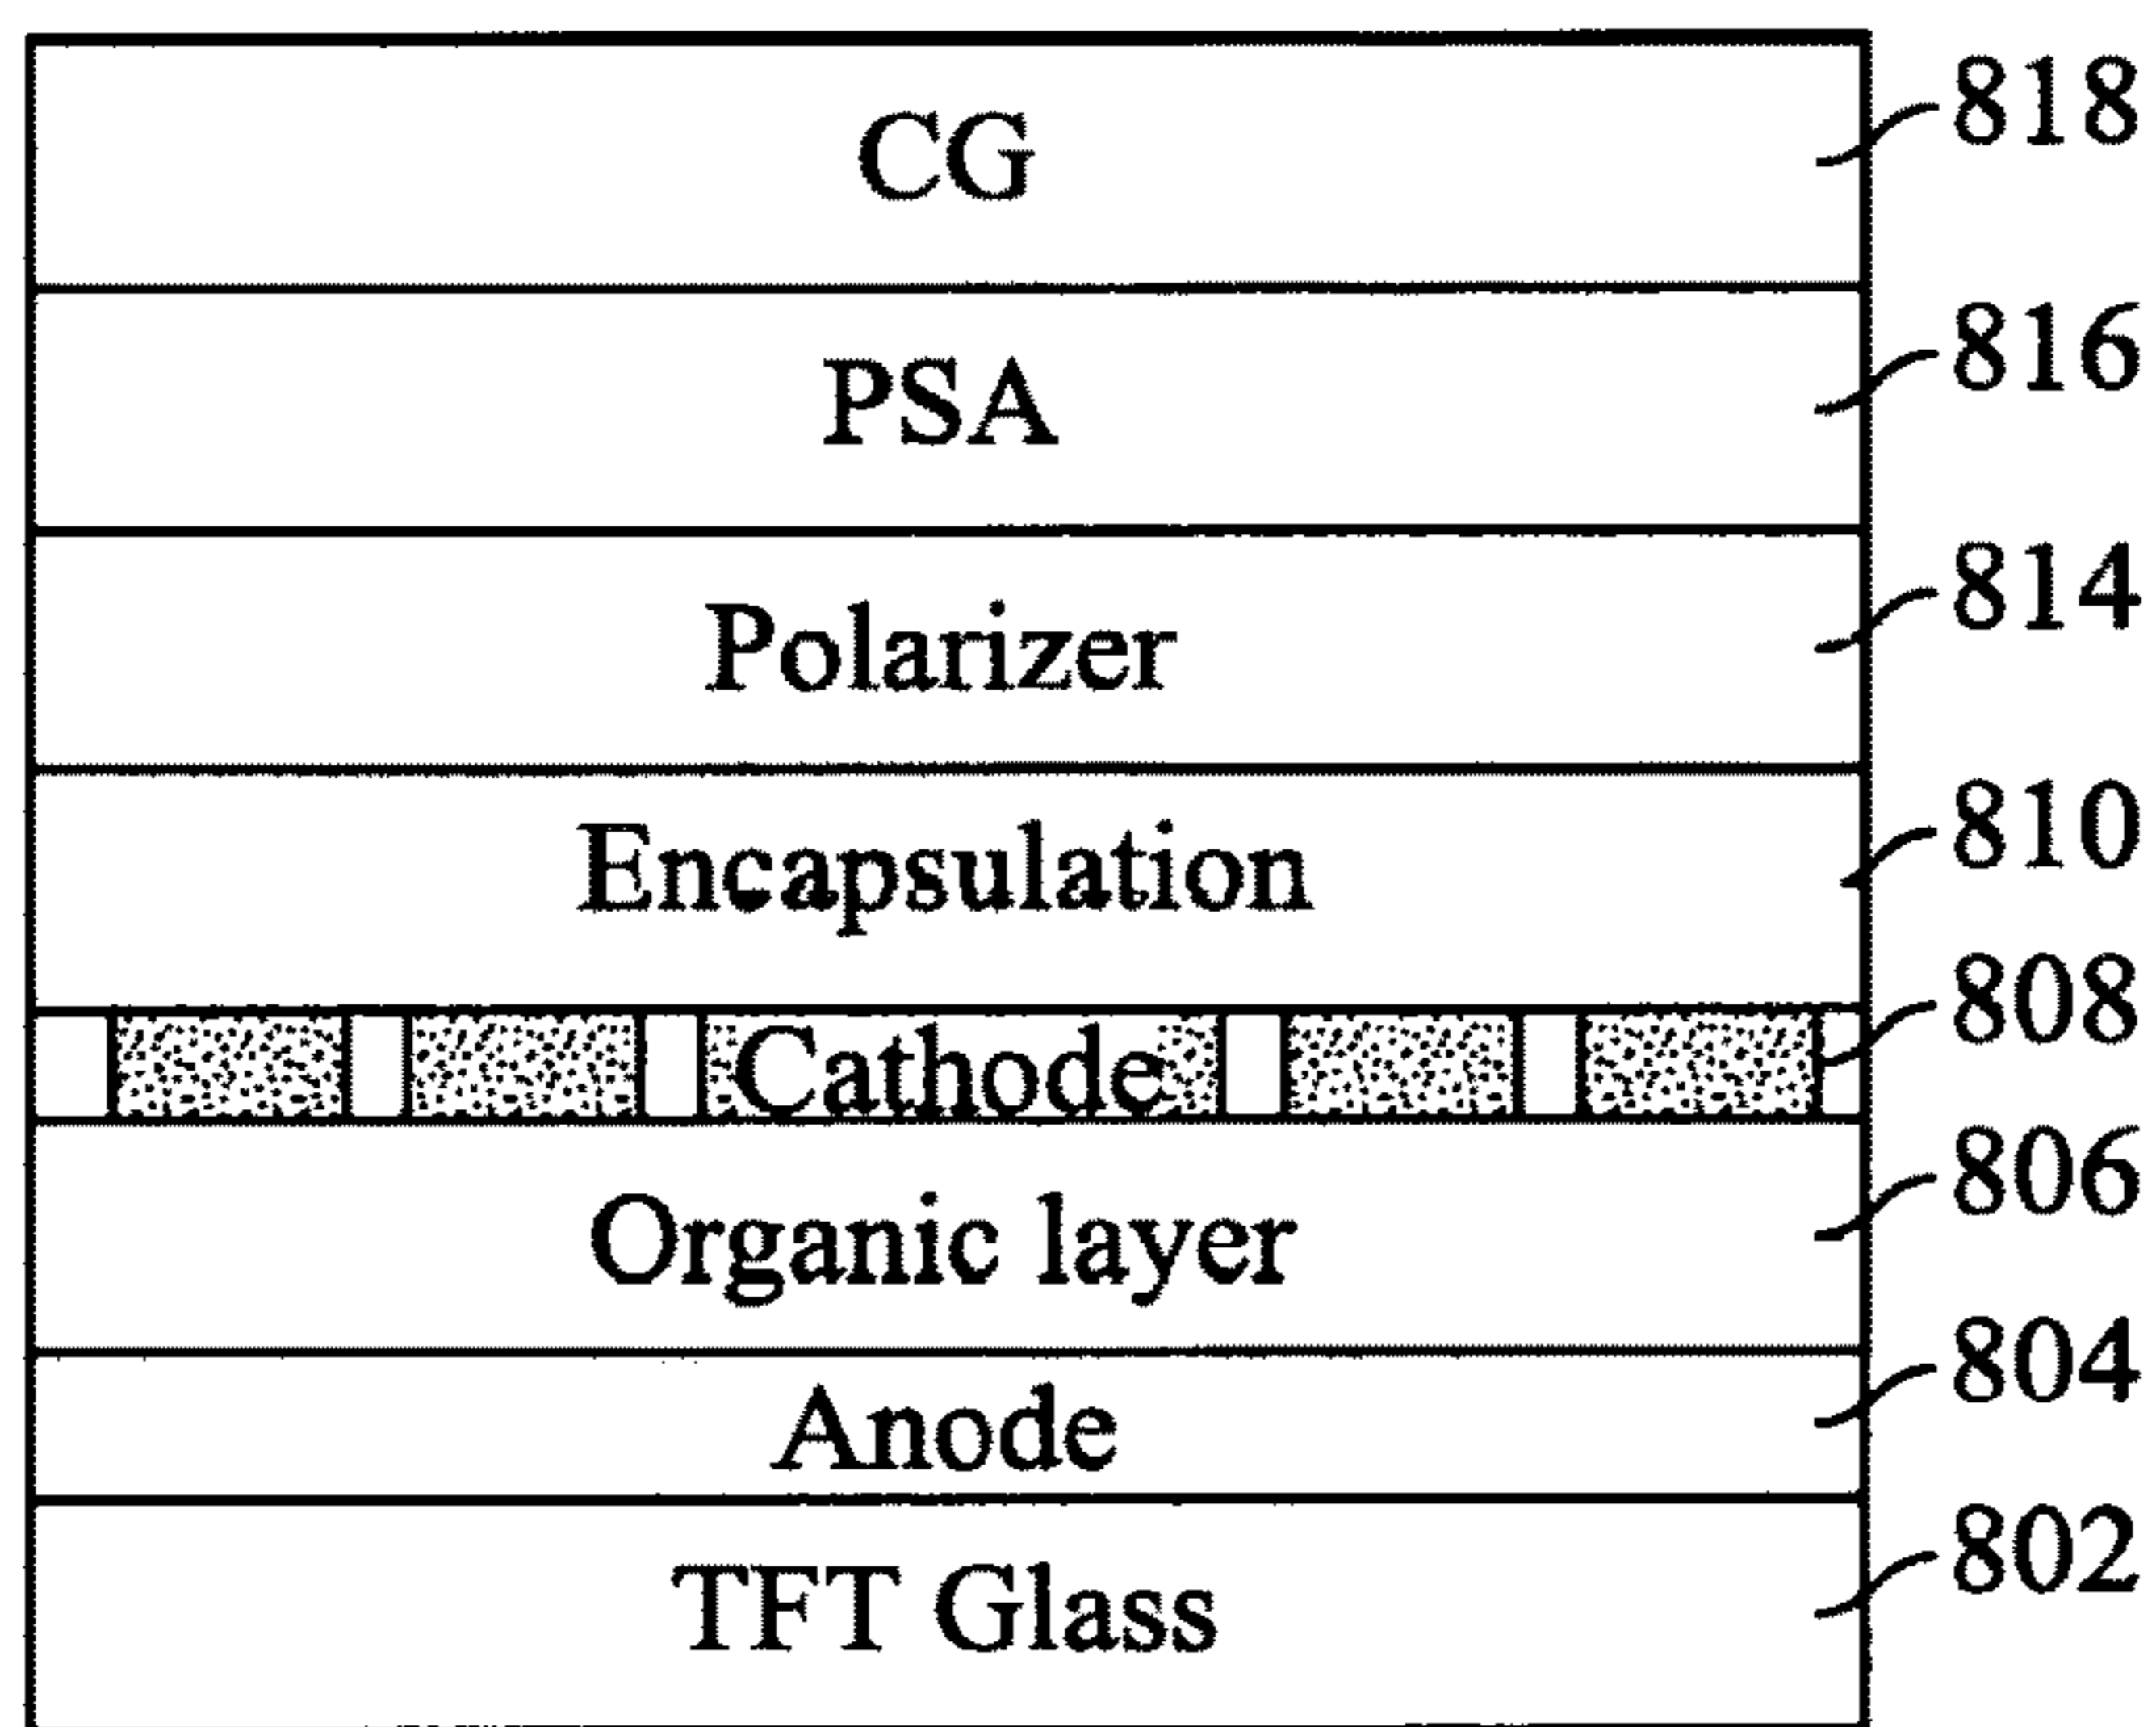 CG 818
PSA 816
Polarizer 814
Encapsulation 810
Cathode 808
Organic layer 806
Anode 804
TFT Glass 802